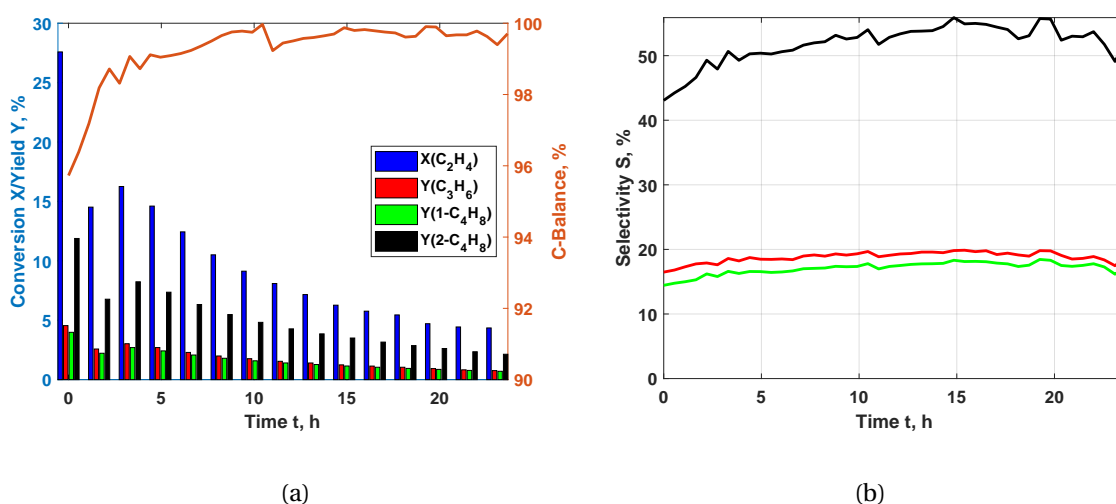 30
25
20
15
10
5
0
Conversion X/Yield Y, %
100
98
96
94
92
90
C-Balance, %
X(C₂H₄)
Y(C₃H₆)
Y(1-C₄H₈)
Y(2-C₄H₈)
0 5 10 15 20
Time t, h
(a)
50
40
30
20
10
0
Selectivity S, %
0 5 10 15 20
Time t, h
(b)